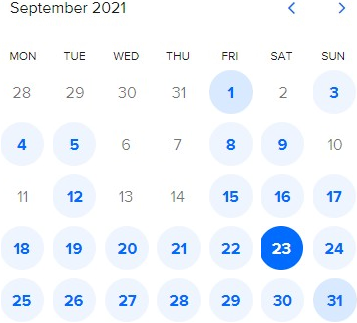 September 2021
MON TUE WED THU FRI SAT SUN
28 29 30 31 1 2 3
4 5 6 7 8 9 10
11 12 13 14 15 16 17
18 19 20 21 22 23 24
25 26 27 28 29 30 31